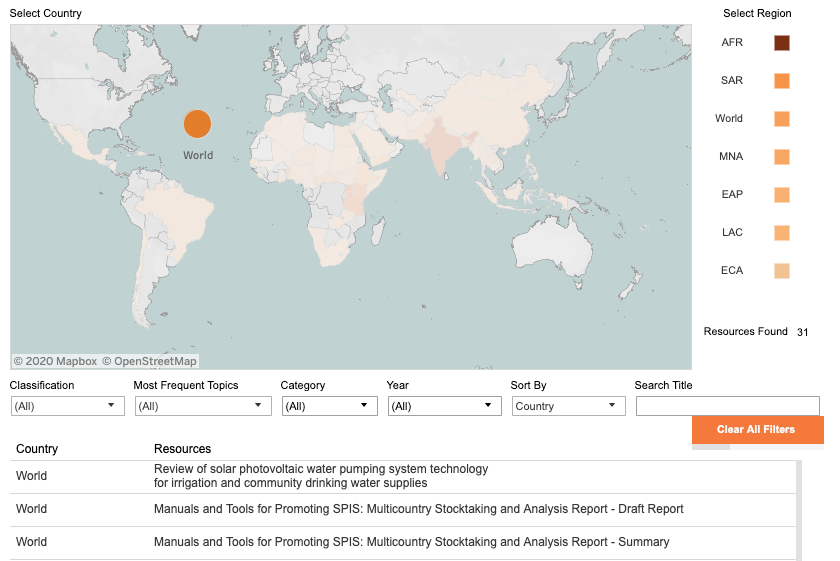 Select Country
Select Region
AFR
SAR
World
MNA
EAP
LAC
ECA
World
Resources Found 31
© 2020 Mapbox © OpenStreetMap
Classification
Most Frequent Topics
Category
Year
Sort By
Search Title
(All)
(All)
(All)
(All)
Country
Clear All Filters
Country
Resources
World
Review of solar photovoltaic water pumping system technology
for irrigation and community drinking water supplies
World
Manuals and Tools for Promoting SPIS: Multicountry Stocktaking and Analysis Report - Draft Report
World
Manuals and Tools for Promoting SPIS: Multicountry Stocktaking and Analysis Report - Summary